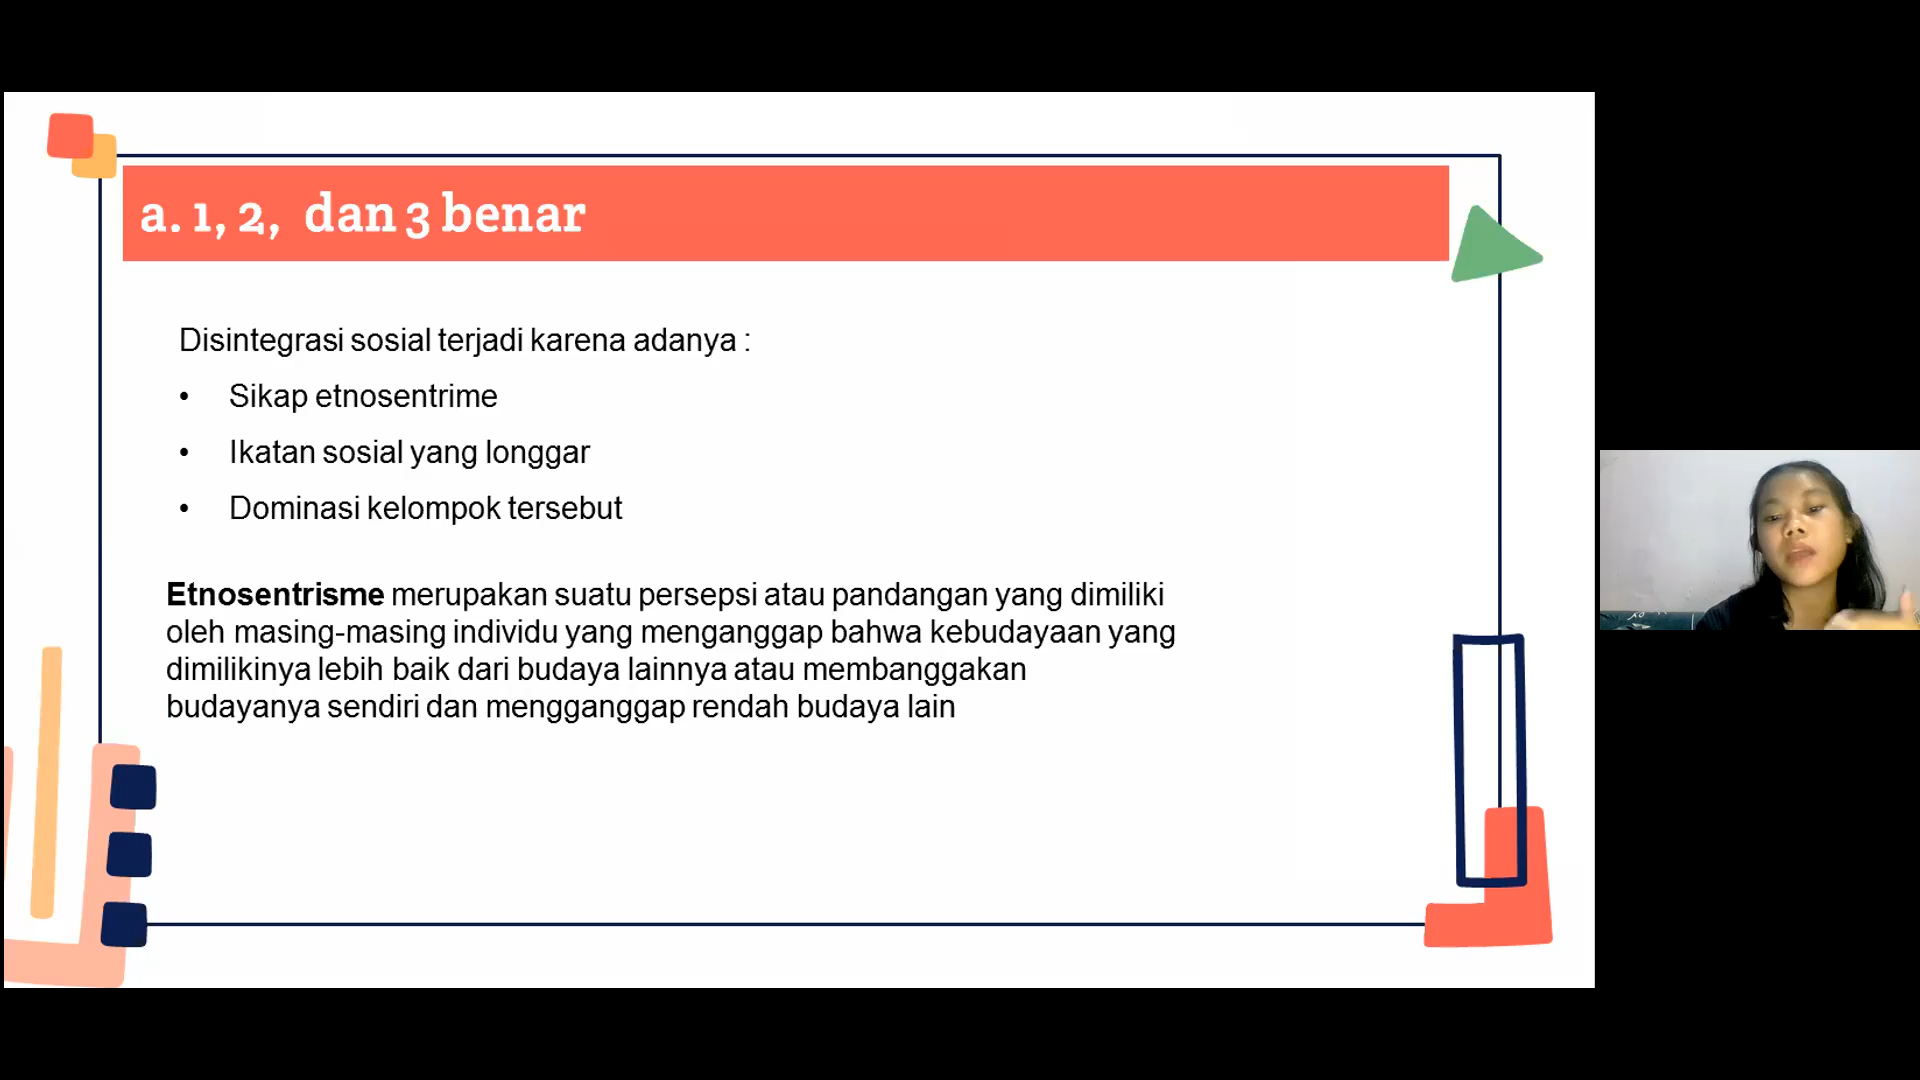 a. 1, 2, dan 3 benar
Disintegrasi sosial terjadi karena adanya :
• Sikap etnosentrime
• Ikatan sosial yang longgar
• Dominasi kelompok tersebut
Etnosentrisme merupakan suatu persepsi atau pandangan yang dimiliki
oleh masing-masing individu yang menganggap bahwa kebudayaan yang
dimilikinya lebih baik dari budaya lainnya atau membanggakan
budayanya sendiri dan mengganggap rendah budaya lain